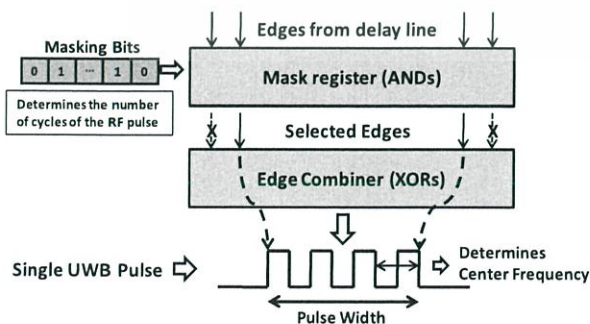 Edges from delay line
Masking Bits
0 1 ... 1 0
Mask register (ANDs)
Determines the number
of cycles of the RF pulse
X
Selected Edges
X
Edge Combiner (XORs)
Single UWB Pulse
Determines
Center Frequency
Pulse Width